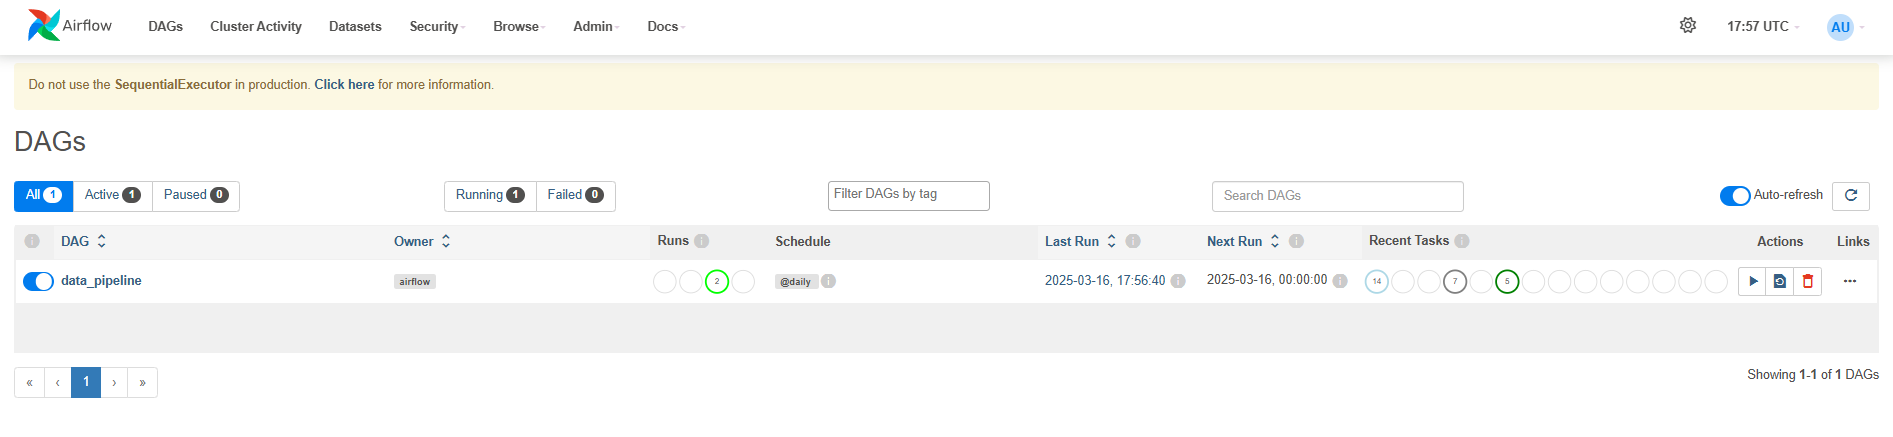 Airflow DAGs Cluster Activity Datasets Security Browse Admin Docs 17:57 UTC AU
Do not use the SequentialExecutor in production. Click here for more information.
DAGs
All 1 Active 1 Paused 0 Running 1 Failed 0 Filter DAGs by tag Search DAGs Auto-refresh
i DAG Owner Runs i Schedule Last Run i Next Run i Recent Tasks i Actions Links
data_pipeline airflow 2 @daily i 2025-03-16, 17:56:40 i 2025-03-16, 00:00:00 i 14 7 5
« ‹ 1 › » Showing 1-1 of 1 DAGs